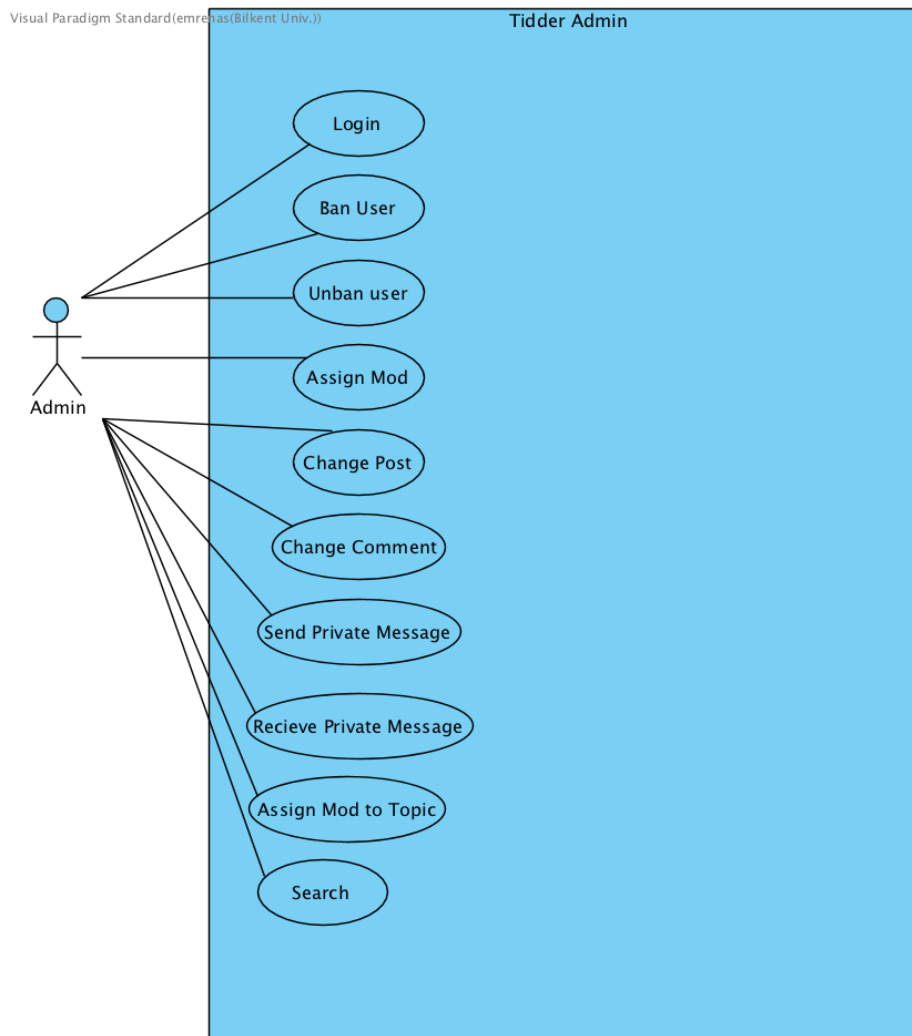 Visual Paradigm Standard(emrehas(Bilkent Univ.))
Tidder Admin
Login
Ban User
Unban user
Assign Mod
Admin
Change Post
Change Comment
Send Private Message
Recieve Private Message
Assign Mod to Topic
Search